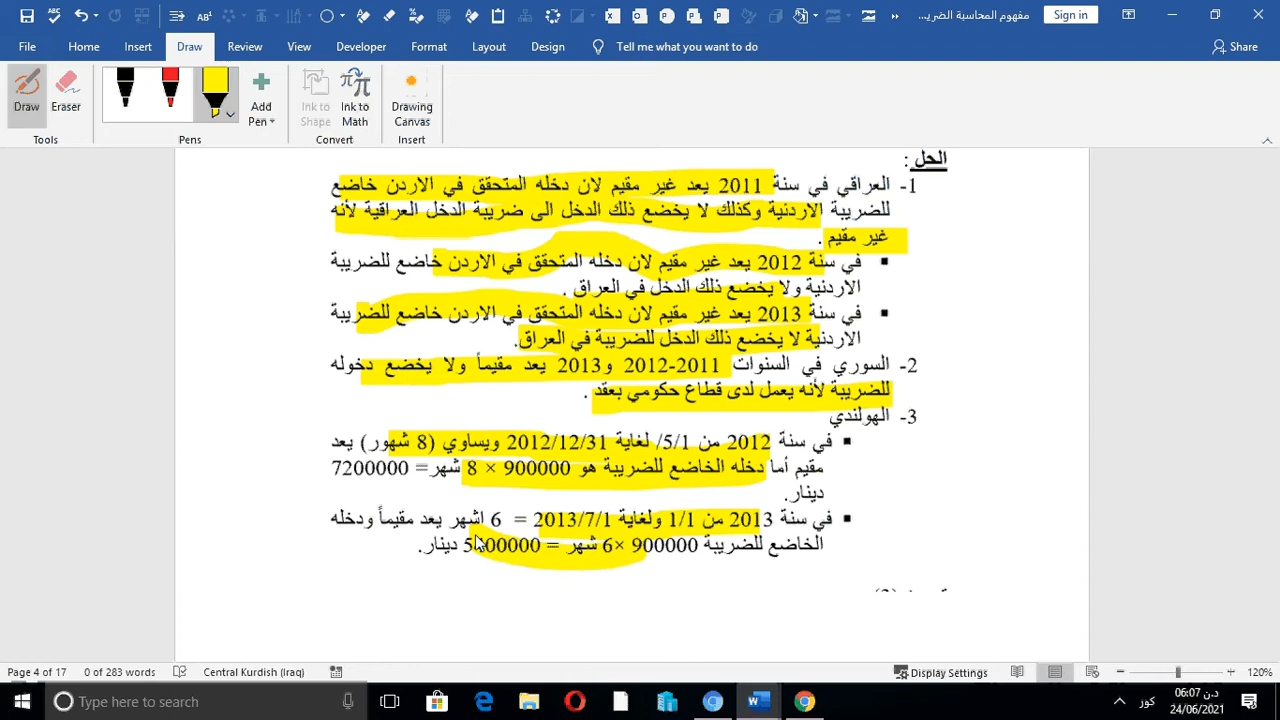 مفهوم المحاسبة الضريـ...
Sign in
File
Home
Insert
Draw
Review
View
Developer
Format
Layout
Design
Tell me what you want to do
Share
Draw
Eraser
Add Pen
Ink to Shape
Ink to Math
Drawing Canvas
Tools
Pens
Convert
Insert
الحل :
1- العراقي في سنة 2011 يعد غير مقيم لان دخله المتحقق في الاردن خاضع
للضريبة الاردنية وكذلك لا يخضع ذلك الدخل الى ضريبة الدخل العراقية لأنه
غير مقيم .
▪ في سنة 2012 يعد غير مقيم لان دخله المتحقق في الاردن خاضع للضريبة
الاردنية ولا يخضع ذلك الدخل في العراق .
▪ في سنة 2013 يعد غير مقيم لان دخله المتحقق في الاردن خاضع للضريبة
الاردنية لا يخضع ذلك الدخل للضريبة في العراق.
2- السوري في السنوات 2011-2012 و2013 يعد مقيماً ولا يخضع دخوله
للضريبة لأنه يعمل لدى قطاع حكومي بعقد .
3- الهولندي
▪ في سنة 2012 من 5/1/ لغاية 2012/12/31 ويساوي (8 شهور) يعد
مقيم أما دخله الخاضع للضريبة هو 900000 × 8 شهر= 7200000
دينار.
▪ في سنة 2013 من 1/1 ولغاية 2013/7/1 = 6 اشهر يعد مقيماً ودخله
الخاضع للضريبة 900000 ×6 شهر = 5400000 دينار.
Page 4 of 17
0 of 283 words
Central Kurdish (Iraq)
Display Settings
120%
Type here to search
كور
06:07 د.ن
24/06/2021